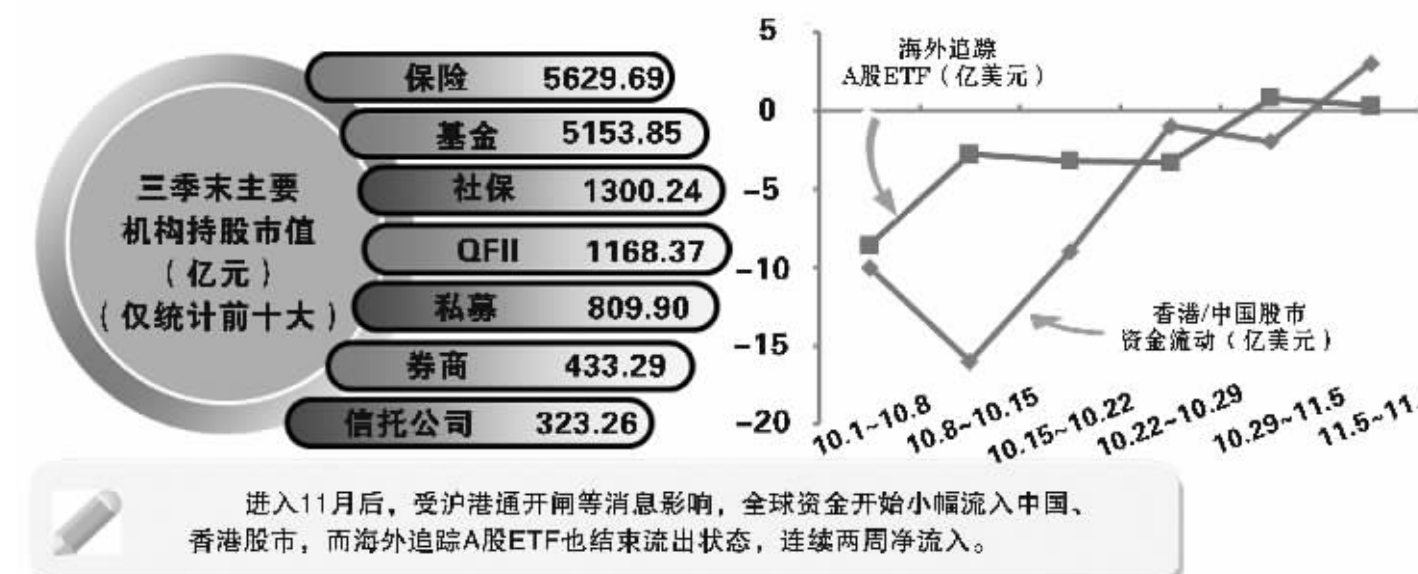 三季末主要
机构持股市值
（亿元）
（仅统计前十大）
保险 5629.69
基金 5153.85
社保 1300.24
QFII 1168.37
私募 809.90
券商 433.29
信托公司 323.26
5
0
-5
-10
-15
-20
海外追踪
A股ETF（亿美元）
香港/中国股市
资金流动（亿美元）
10.1~10.8
10.8~10.15
10.15~10.22
10.22~10.29
10.29~11.5
11.5~11.
进入11月后，受沪港通开闸等消息影响，全球资金开始小幅流入中国、
香港股市，而海外追踪A股ETF也结束流出状态，连续两周净流入。